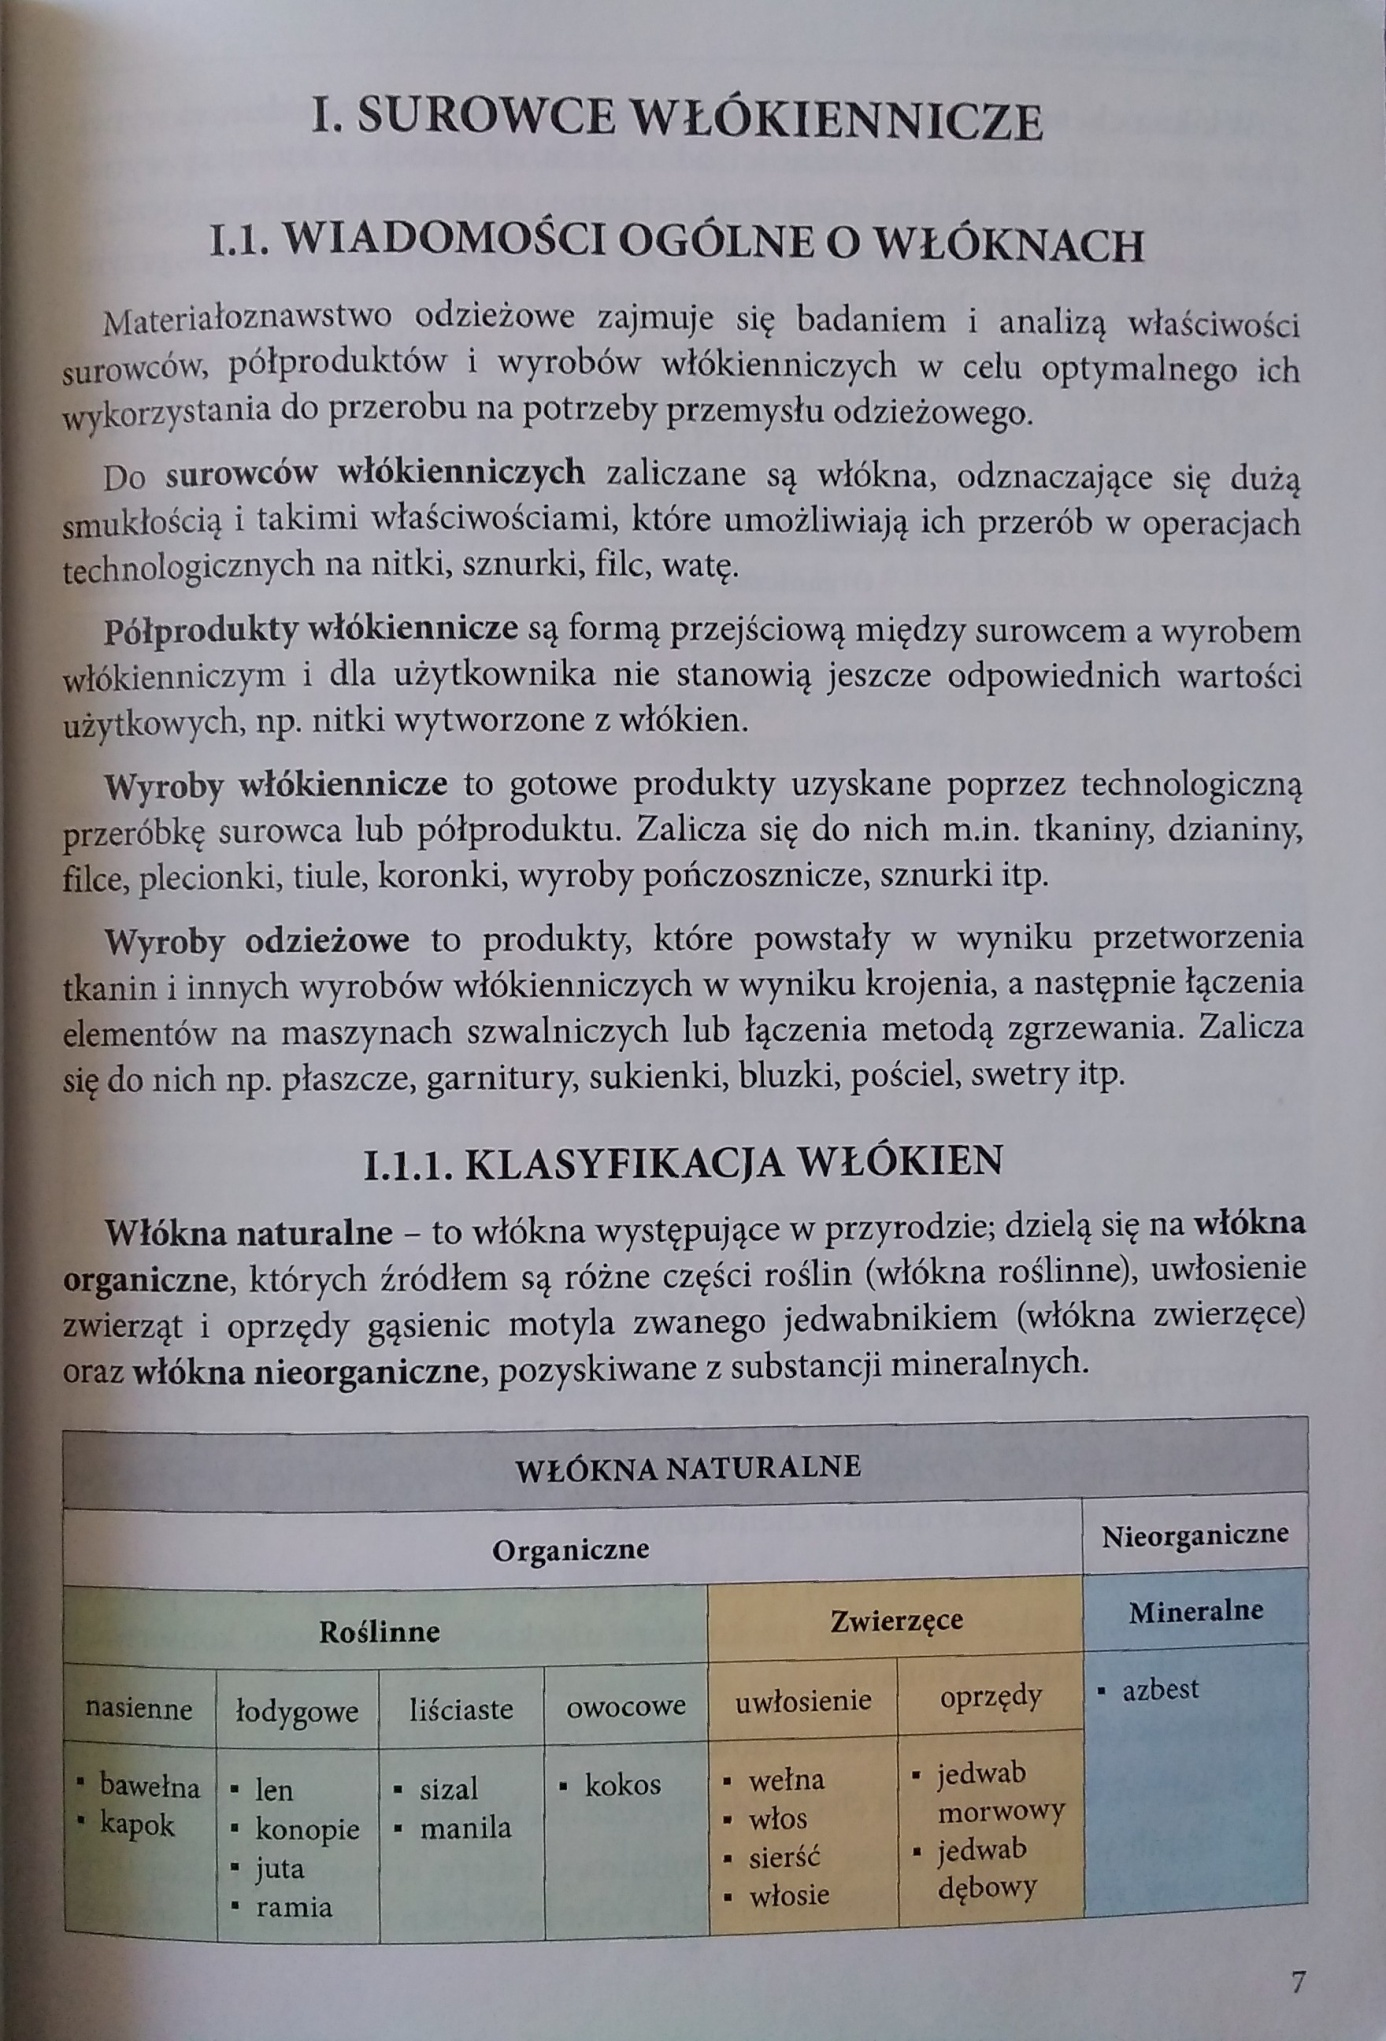 I. SUROWCE WŁÓKIENNICZE
I.1. WIADOMOŚCI OGÓLNE O WŁÓKNACH
Materiałoznawstwo odzieżowe zajmuje się badaniem i analizą właściwości
surowców, półproduktów i wyrobów włókienniczych w celu optymalnego ich
wykorzystania do przerobu na potrzeby przemysłu odzieżowego.
Do surowców włókienniczych zaliczane są włókna, odznaczające się dużą
smukłością i takimi właściwościami, które umożliwiają ich przerób w operacjach
technologicznych na nitki, sznurki, filc, watę.
Półprodukty włókiennicze są formą przejściową między surowcem a wyrobem
włókienniczym i dla użytkownika nie stanowią jeszcze odpowiednich wartości
użytkowych, np. nitki wytworzone z włókien.
Wyroby włókiennicze to gotowe produkty uzyskane poprzez technologiczną
przeróbkę surowca lub półproduktu. Zalicza się do nich m.in. tkaniny, dzianiny,
filce, plecionki, tiule, koronki, wyroby pończosznicze, sznurki itp.
Wyroby odzieżowe to produkty, które powstały w wyniku przetworzenia
tkanin i innych wyrobów włókienniczych w wyniku krojenia, a następnie łączenia
elementów na maszynach szwalniczych lub łączenia metodą zgrzewania. Zalicza
się do nich np. płaszcze, garnitury, sukienki, bluzki, pościel, swetry itp.
I.1.1. KLASYFIKACJA WŁÓKIEN
Włókna naturalne – to włókna występujące w przyrodzie; dzielą się na włókna
organiczne, których źródłem są różne części roślin (włókna roślinne), uwłosienie
zwierząt i oprzędy gąsienic motyla zwanego jedwabnikiem (włókna zwierzęce)
oraz włókna nieorganiczne, pozyskiwane z substancji mineralnych.
WŁÓKNA NATURALNE
Organiczne Nieorganiczne
Roślinne Zwierzęce Mineralne
nasienne łodygowe liściaste owocowe uwłosienie oprzędy ▪ azbest
▪ bawełna ▪ len ▪ sizal ▪ kokos ▪ wełna ▪ jedwab
▪ kapok ▪ konopie ▪ manila ▪ włos morwowy
▪ juta ▪ sierść ▪ jedwab
▪ ramia ▪ włosie dębowy
7